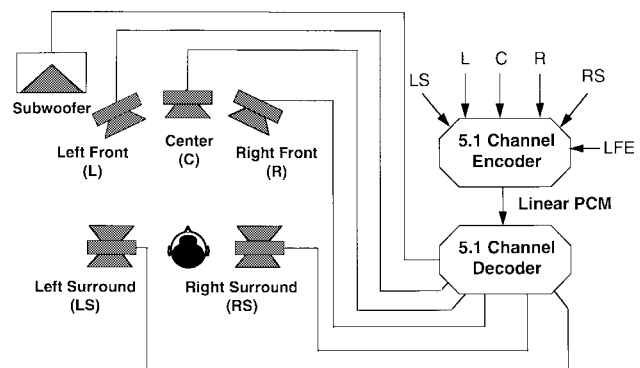 L
C
R
LS
RS
LFE
5.1 Channel
Encoder
Linear PCM
5.1 Channel
Decoder
Subwoofer
Left Front
(L)
Center
(C)
Right Front
(R)
Left Surround
(LS)
Right Surround
(RS)